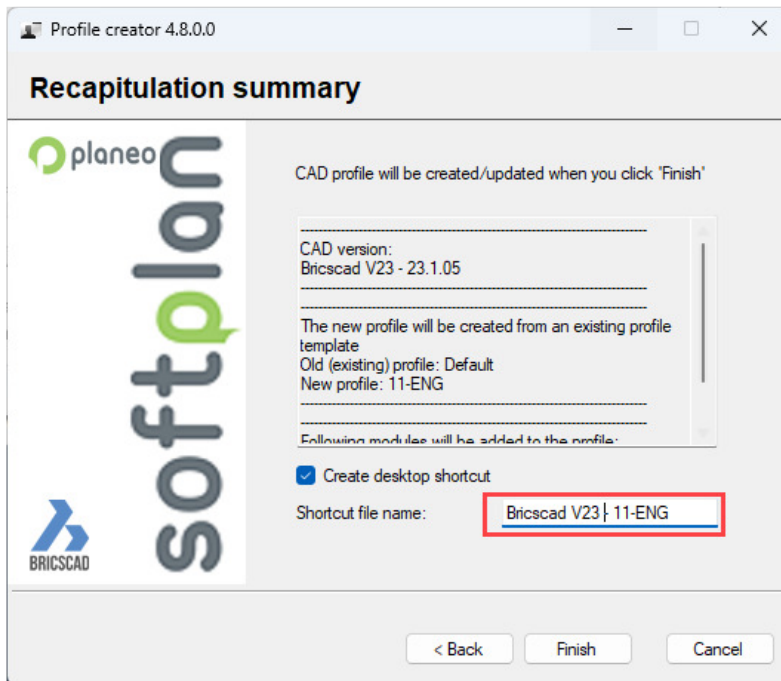 Profile creator 4.8.0.0
Recapitulation summary
planeo
softplan
BRICSCAD
CAD profile will be created/updated when you click 'Finish'
--------------------------------------------------------------------------------
CAD version:
Bricscad V23 - 23.1.05
--------------------------------------------------------------------------------
--------------------------------------------------------------------------------
The new profile will be created from an existing profile
template
Old (existing) profile: Default
New profile: 11-ENG
--------------------------------------------------------------------------------
--------------------------------------------------------------------------------
Following modules will be added to the profile:
Create desktop shortcut
Shortcut file name: Bricscad V23 - 11-ENG
< Back Finish Cancel